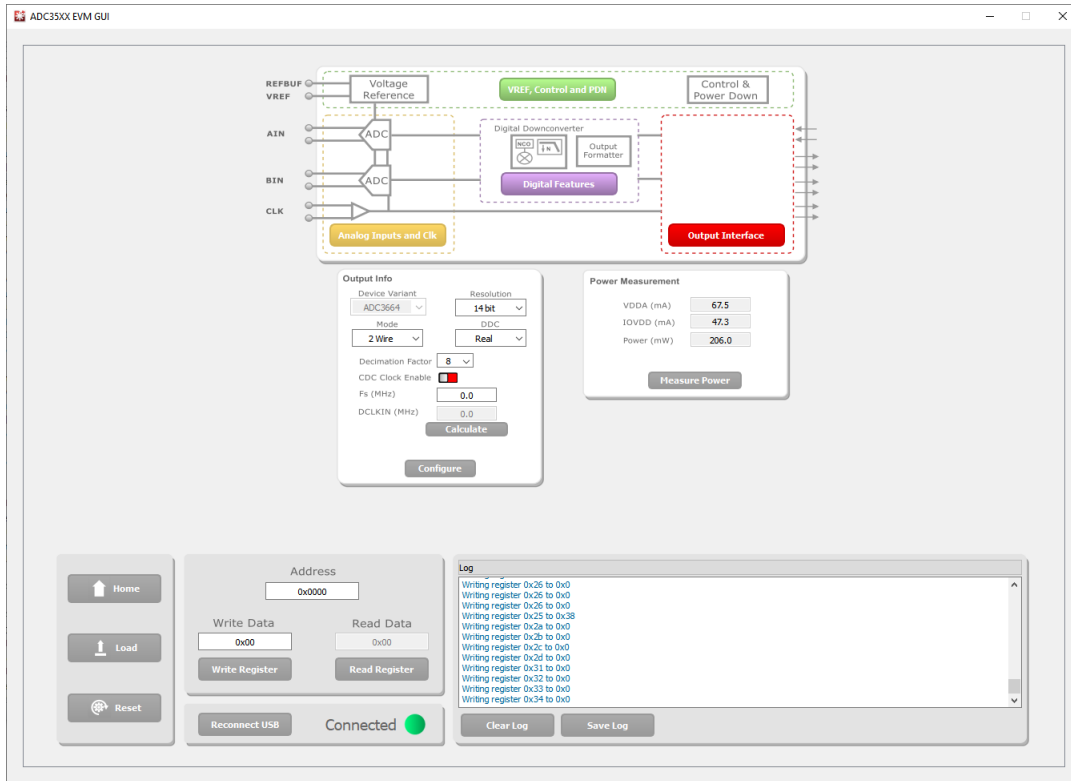 ADC35XX EVM GUI
REFBUF
VREF
Voltage
Reference
VREF, Control and PDN
Control &
Power Down
AIN
ADC
Digital Downconverter
NCO
↓N
Output
Formatter
BIN
ADC
Digital Features
CLK
Analog Inputs and Clk
Output Interface
Output Info
Device Variant
Resolution
ADC3664
14 bit
Mode
DDC
2 Wire
Real
Decimation Factor
8
CDC Clock Enable
Fs (MHz)
0.0
DCLKIN (MHz)
0.0
Calculate
Configure
Power Measurement
VDDA (mA)
67.5
IOVDD (mA)
47.3
Power (mW)
206.0
Measure Power
Home
Load
Reset
Address
0x0000
Write Data
Read Data
0x00
0x00
Write Register
Read Register
Reconnect USB
Connected
Log
Writing register 0x26 to 0x0
Writing register 0x26 to 0x0
Writing register 0x26 to 0x0
Writing register 0x25 to 0x38
Writing register 0x2a to 0x0
Writing register 0x2b to 0x0
Writing register 0x2c to 0x0
Writing register 0x2d to 0x0
Writing register 0x31 to 0x0
Writing register 0x32 to 0x0
Writing register 0x33 to 0x0
Writing register 0x34 to 0x0
Clear Log
Save Log